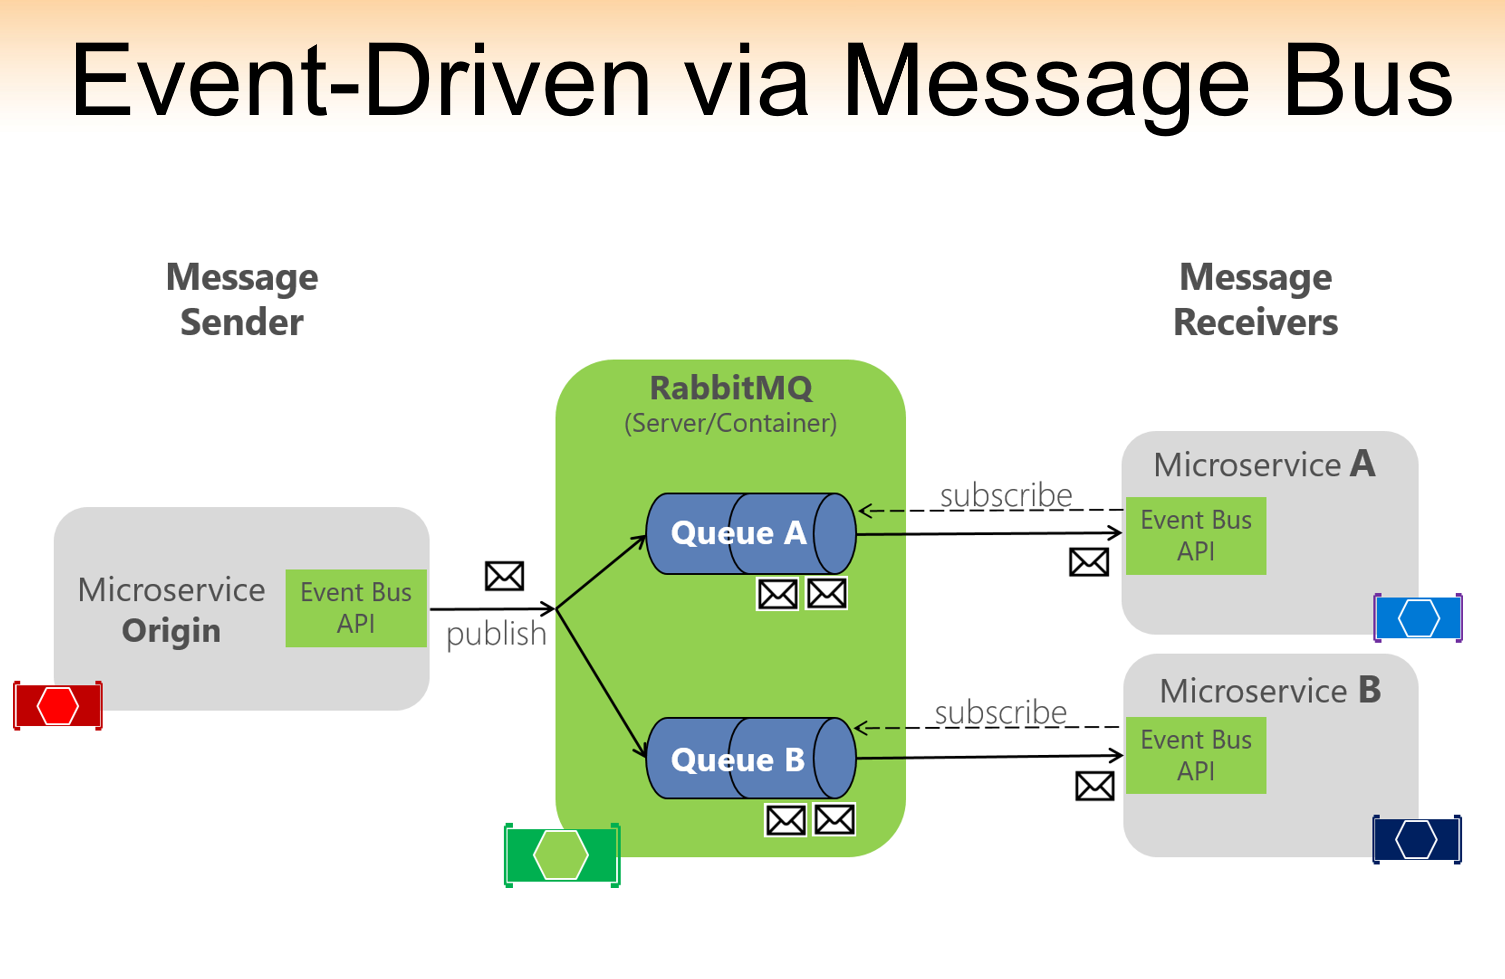 Event-Driven via Message Bus
Message
Sender
Message
Receivers
RabbitMQ
(Server/Container)
Microservice A
subscribe
Event Bus
API
Queue A
Microservice
Origin
Event Bus
API
publish
Microservice B
subscribe
Event Bus
API
Queue B